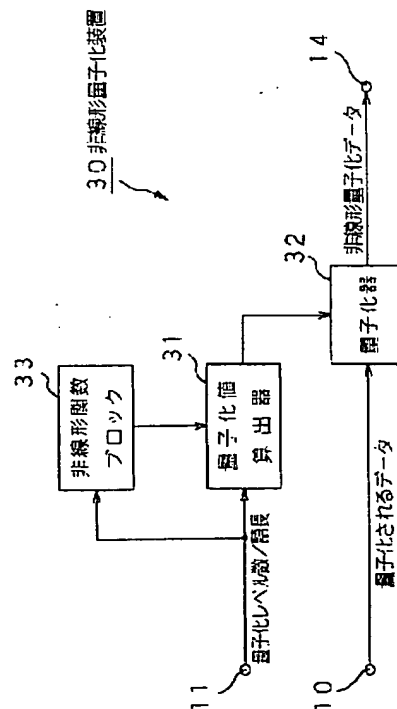 30 非線形量子化装置
33
非線形関数
ブロック
31
量子化値
算出器
11
量子化レベル数/語長
32
量子化器
非線形量子化データ
14
10
量子化されるデータ